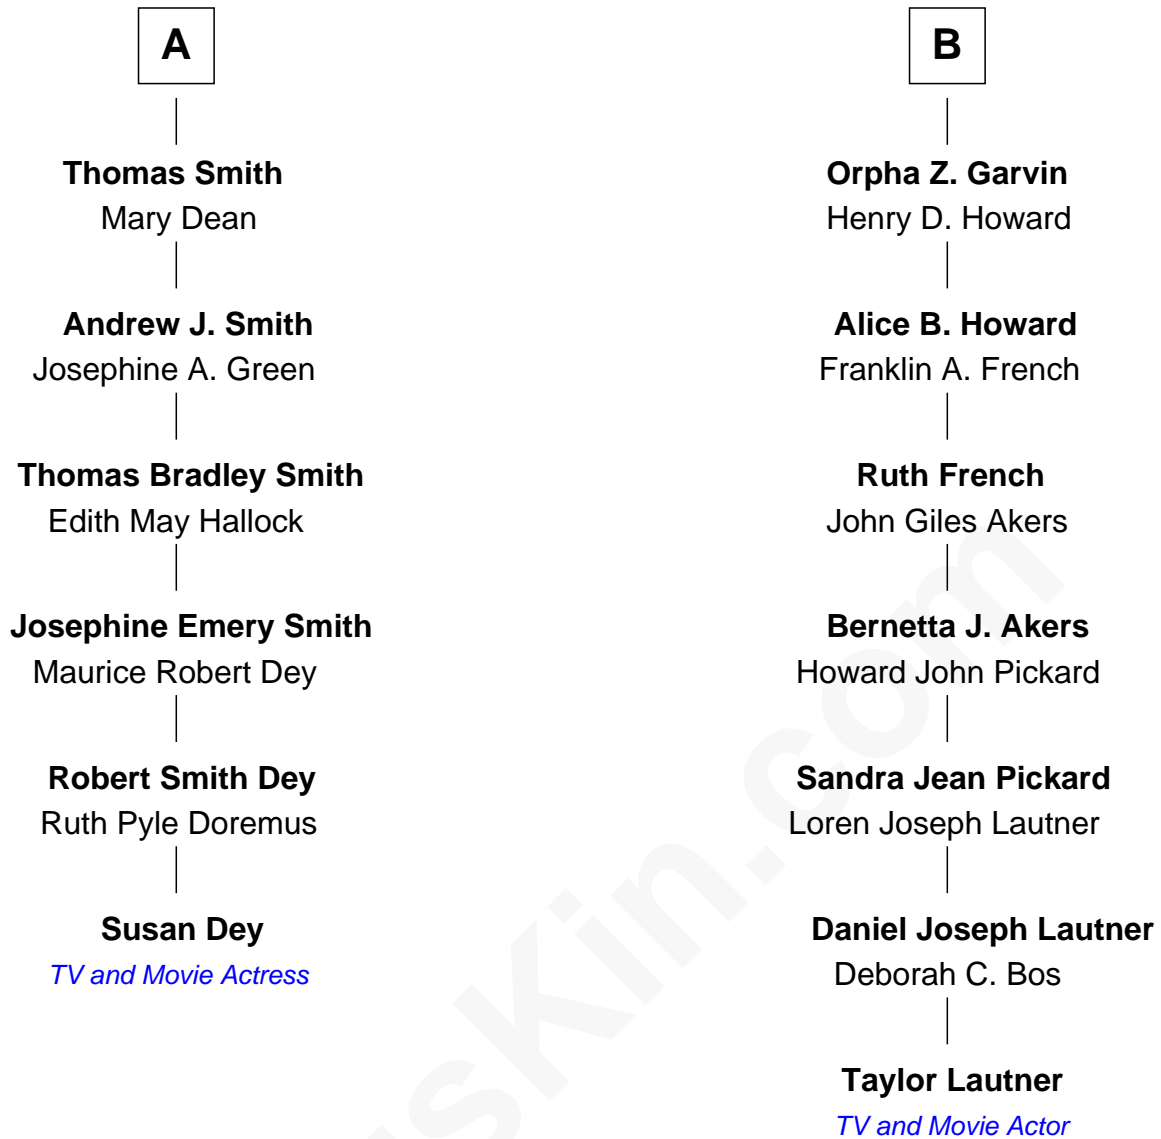 A
B
Thomas Smith
Mary Dean
Orpha Z. Garvin
Henry D. Howard
Andrew J. Smith
Josephine A. Green
Alice B. Howard
Franklin A. French
Thomas Bradley Smith
Edith May Hallock
Ruth French
John Giles Akers
Josephine Emery Smith
Maurice Robert Dey
Bernetta J. Akers
Howard John Pickard
Robert Smith Dey
Ruth Pyle Doremus
Sandra Jean Pickard
Loren Joseph Lautner
Susan Dey
TV and Movie Actress
Daniel Joseph Lautner
Deborah C. Bos
Taylor Lautner
TV and Movie Actor
usKin.com